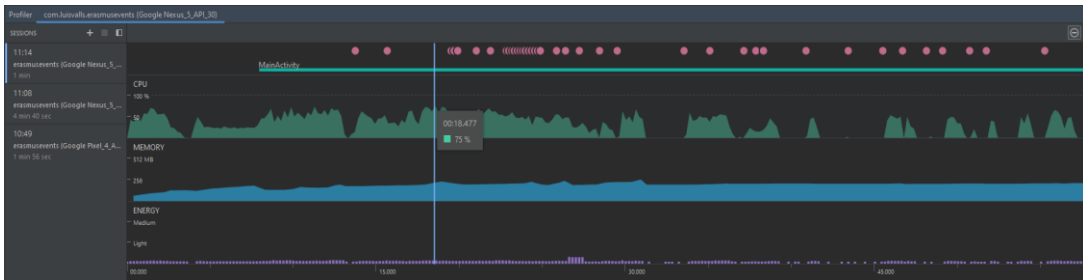 Profiler com.luisvalls.erasmusevents (Google Nexus_5_API_30)
SESSIONS
11:14
erasmusevents (Google Nexus_5_...
1 min
11:08
erasmusevents (Google Nexus_5_...
4 min 40 sec
10:49
erasmusevents (Google Pixel_4_A...
1 min 56 sec
MainActivity
CPU
100 %
50
00:18.477
75 %
MEMORY
512 MB
256
ENERGY
Medium
Light
00.000 15.000 30.000 45.000